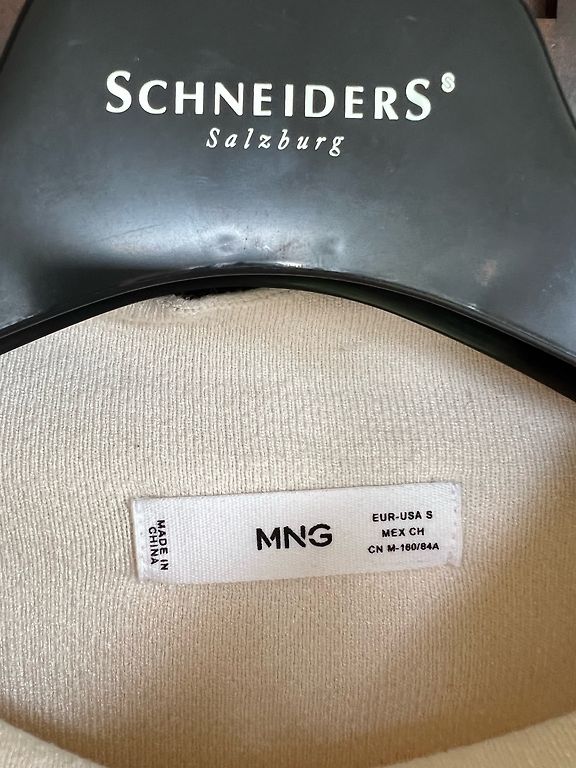 SCHNEIDERS S
Salzburg
MADE IN
CHINA
MNG
EUR-USA S
MEX CH
CN M-160/84A